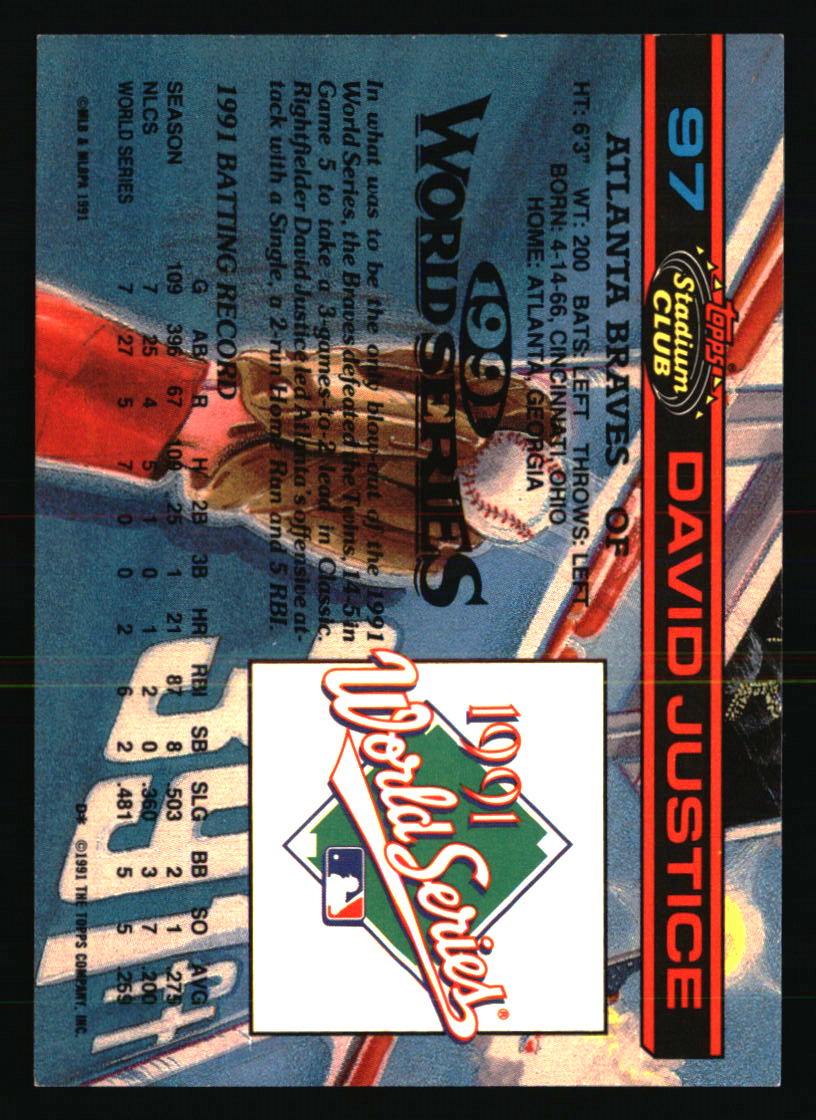 97 Topps® Stadium CLUB DAVID JUSTICE
ATLANTA BRAVES OF
HT: 6'3" WT: 200 BATS: LEFT THROWS: LEFT
BORN: 4-14-66, CINCINNATI, OHIO
HOME: ATLANTA, GEORGIA
1991
WORLD SERIES
In what was to be the only blow-out of the 1991
World Series, the Braves defeated the Twins, 14-5 in
Game 5 to take a 3-games-to-2 lead in Classic.
Rightfielder David Justice led Atlanta's offensive at-
tack with a Single, a 2-run Home Run and 5 RBI.
1991
World Series®
1991 BATTING RECORD
G AB R H 2B 3B HR RBI SB SLG BB SO AVG
SEASON 109 396 67 109 25 1 21 87 8 .503 2 1 .275
NLCS 7 25 4 5 1 0 1 2 0 .360 3 7 .200
WORLD SERIES 7 27 5 7 0 0 2 6 2 .481 5 5 .259
©MLB & MLBPA 1991 D* ©1991 THE TOPPS COMPANY, INC.